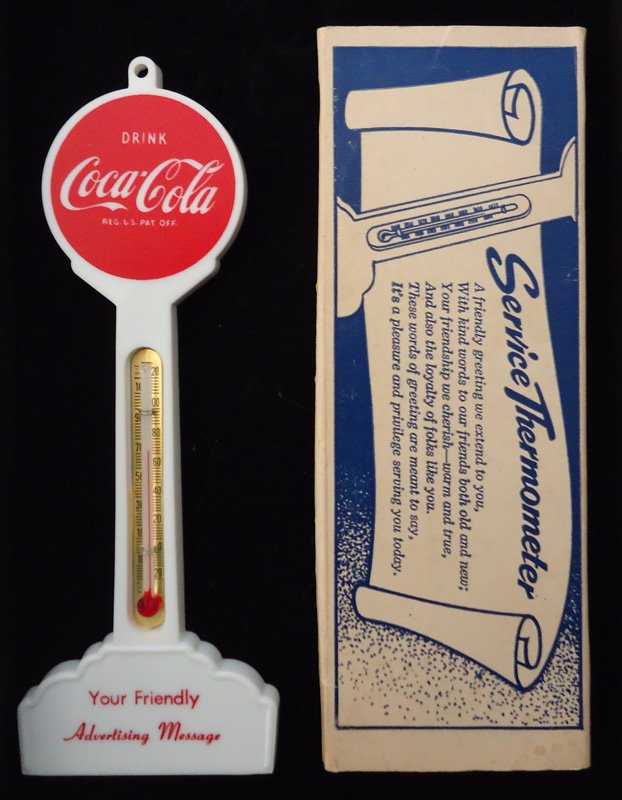 DRINK
Coca-Cola
REG. U.S. PAT. OFF.
Your Friendly
Advertising Message
Service Thermometer
A friendly greeting we extend to you,
With kind words to our friends both old and new;
Your friendship we cherish—warm and true,
And also the loyalty of folks like you.
These words of greeting are meant to say,
It's a pleasure and privilege serving you today.